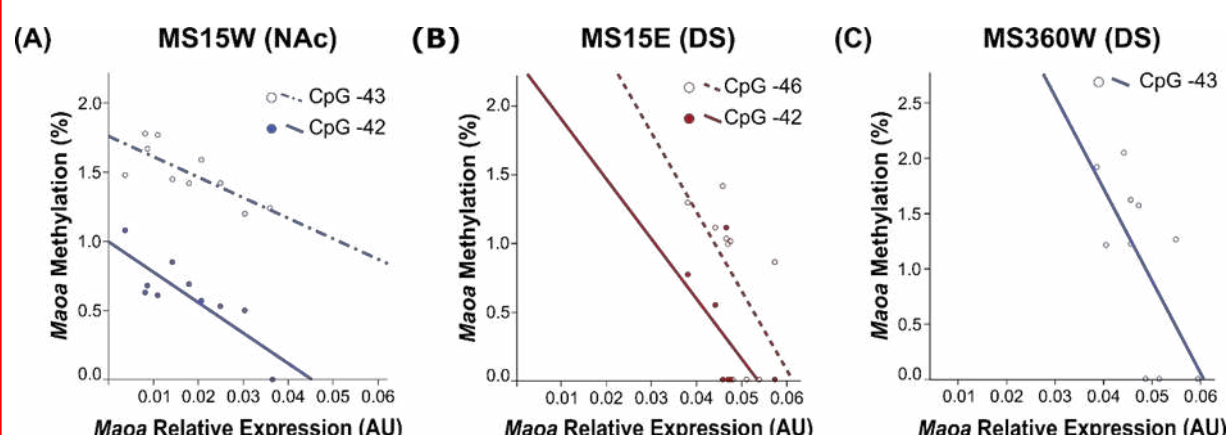 (A) MS15W (NAc)
Maoa Methylation (%)
2.0
1.5
1.0
0.5
0.0
CpG -43
CpG -42
0.01 0.02 0.03 0.04 0.05 0.06
Maoa Relative Expression (AU)
(B) MS15E (DS)
Maoa Methylation (%)
2.0
1.5
1.0
0.5
0.0
CpG -46
CpG -42
0.01 0.02 0.03 0.04 0.05 0.06
Maoa Relative Expression (AU)
(C) MS360W (DS)
Maoa Methylation (%)
2.5
2.0
1.5
1.0
0.5
0.0
CpG -43
0.01 0.02 0.03 0.04 0.05 0.06
Maoa Relative Expression (AU)